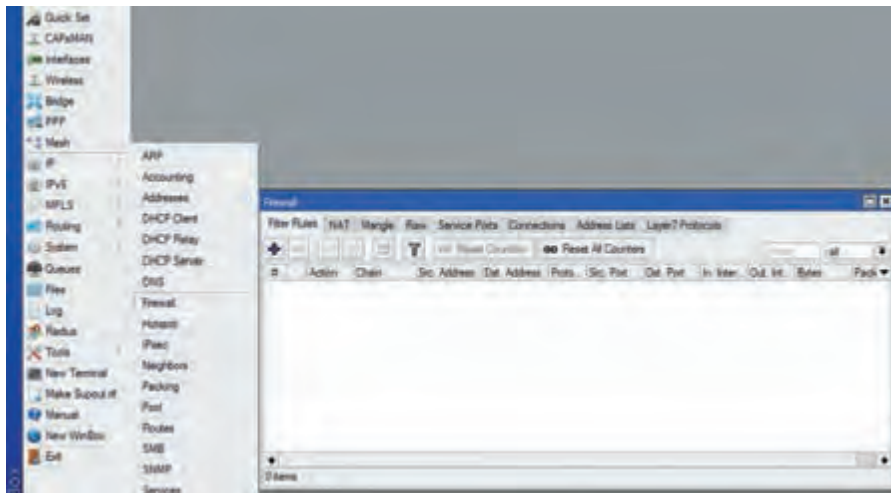 Quick Set
CAPsMAN
Interfaces
Wireless
Bridge
PPP
Mesh
IP
IPv6
MPLS
Routing
System
Queues
Files
Log
Radius
Tools
New Terminal
Make Supout.rif
Manual
New WinBox
Exit
ARP
Accounting
Addresses
DHCP Client
DHCP Relay
DHCP Server
DNS
Firewall
Hotspot
IPsec
Neighbors
Packing
Pool
Routes
SMB
SNMP
Services
Firewall
Filter Rules NAT Mangle Raw Service Ports Connections Address Lists Layer7 Protocols
Reset Counters Reset All Counters all
# Action Chain Src. Address Dst. Address Proto... Src. Port Dst. Port In. Inter... Out. Int... Bytes Pack
0 items